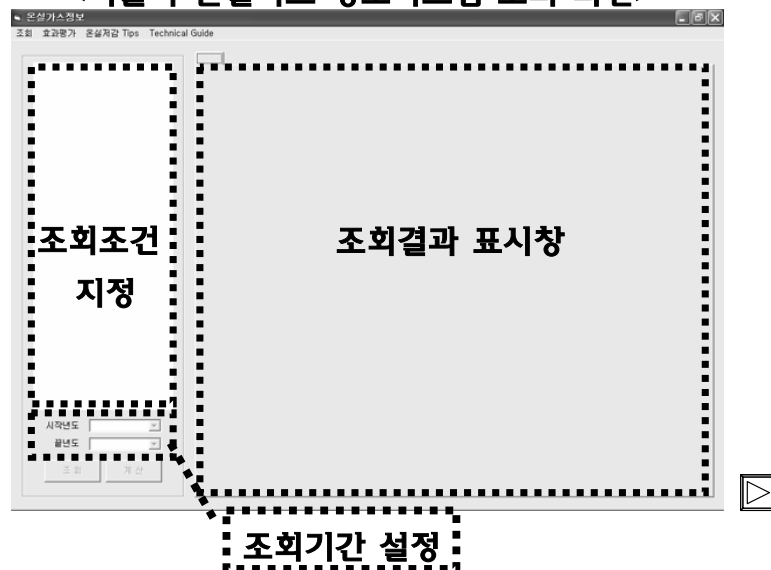 온실가스정보
조회 효과평가 온실저감 Tips Technical Guide
조회조건
지정
조회결과 표시창
시작년도
끝년도
조 회 계 산
조회기간 설정